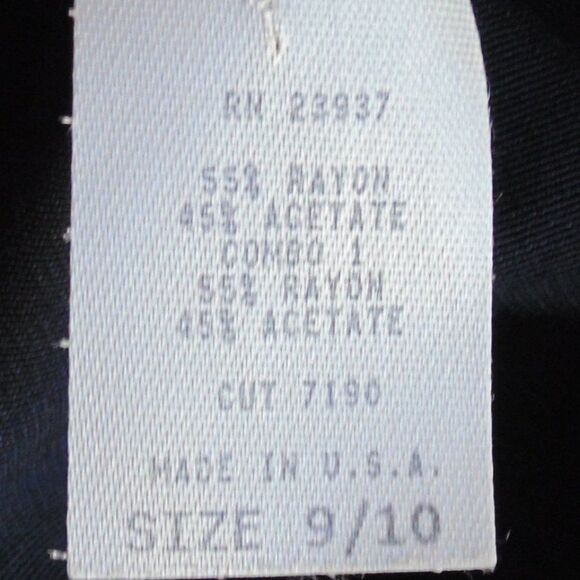 RN 23937
55% RAYON
45% ACETATE
COMBO 1
55% RAYON
45% ACETATE
CUT 7190
MADE IN U.S.A.
SIZE 9/10